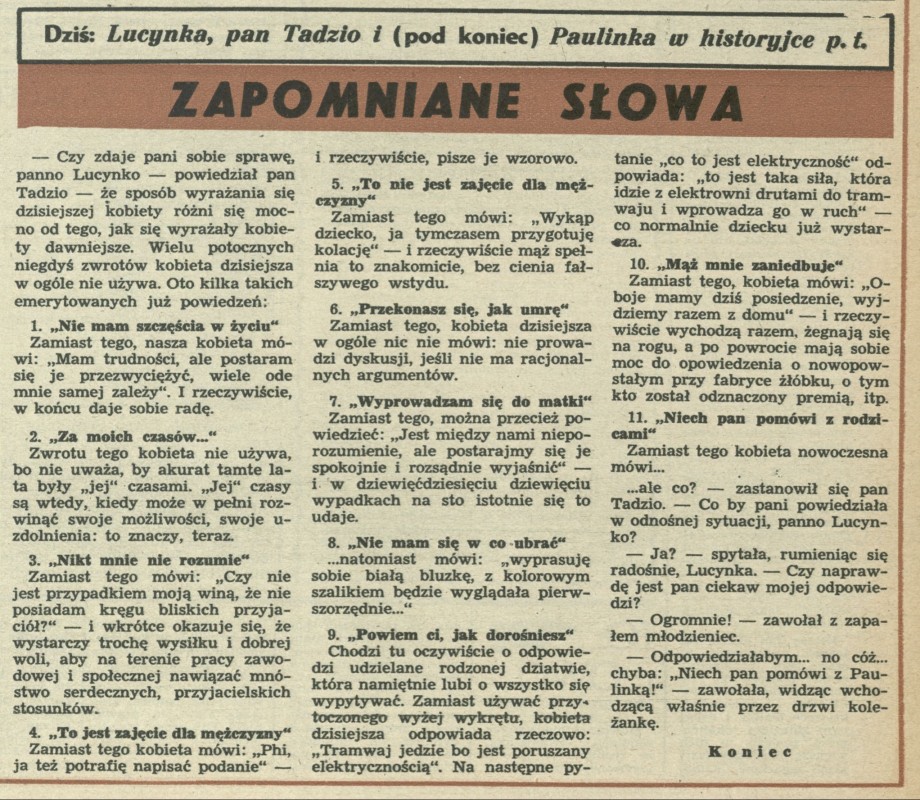 Dziś: Lucynka, pan Tadzio i (pod koniec) Paulinka w historyjce p. t.
ZAPOMNIANE SŁOWA
— Czy zdaje pani sobie sprawę,
panno Lucynko — powiedział pan
Tadzio — że sposób wyrażania się
dzisiejszej kobiety różni się moc-
no od tego, jak się wyrażały kobie-
ty dawniejsze. Wielu potocznych
niegdyś zwrotów kobieta dzisiejsza
w ogóle nie używa. Oto kilka takich
emerytowanych już powiedzeń:
1. „Nie mam szczęścia w życiu“
Zamiast tego, nasza kobieta mó-
wi: „Mam trudności, ale postaram
się je przezwyciężyć, wiele ode
mnie samej zależy“. I rzeczywiście,
w końcu daje sobie radę.
2. „Za moich czasów...“
Zwrotu tego kobieta nie używa,
bo nie uważa, by akurat tamte la-
ta były „jej“ czasami. „Jej“ czasy
są wtedy, kiedy może w pełni roz-
winąć swoje możliwości, swoje u-
zdolnienia: to znaczy, teraz.
3. „Nikt mnie nie rozumie“
Zamiast tego mówi: „Czy nie
jest przypadkiem moją winą, że nie
posiadam kręgu bliskich przyja-
ciół?“ — i wkrótce okazuje się, że
wystarczy trochę wysiłku i dobrej
woli, aby na terenie pracy zawo-
dowej i społecznej nawiązać mnó-
stwo serdecznych, przyjacielskich
stosunków.
4. „To jest zajęcie dla mężczyzny“
Zamiast tego kobieta mówi: „Phi,
ja też potrafię napisać podanie“ —
i rzeczywiście, pisze je wzorowo.
5. „To nie jest zajęcie dla męż-
czyzny“
Zamiast tego mówi: „Wykąp
dziecko, ja tymczasem przygotuję
kolację“ — i rzeczywiście mąż speł-
nia to znakomicie, bez cienia fał-
szywego wstydu.
6. „Przekonasz się, jak umrę“
Zamiast tego, kobieta dzisiejsza
w ogóle nic nie mówi: nie prowa-
dzi dyskusji, jeśli nie ma racjonal-
nych argumentów.
7. „Wyprowadzam się do matki“
Zamiast tego, można przecież po-
wiedzieć: „Jest między nami niepo-
rozumienie, ale postarajmy się je
spokojnie i rozsądnie wyjaśnić“ —
i w dziewięćdziesięciu dziewięciu
wypadkach na sto istotnie się to
udaje.
8. „Nie mam się w co ubrać“
...natomiast mówi: „wyprasuję
sobie białą bluzkę, z kolorowym
szalikiem będzie wyglądała pierw-
szorzędnie...“
9. „Powiem ci, jak dorośniesz“
Chodzi tu oczywiście o odpowie-
dzi udzielane rodzonej dziatwie,
która namiętnie lubi o wszystko się
wypytywać. Zamiast używać przy-
toczonego wyżej wykrętu, kobieta
dzisiejsza odpowiada rzeczowo:
„Tramwaj jedzie bo jest poruszany
elektrycznością“. Na następne py-
tanie „co to jest elektryczność“ od-
powiada: „to jest taka siła, która
idzie z elektrowni drutami do tram-
waju i wprowadza go w ruch“ —
co normalnie dziecku już wystar-
cza.
10. „Mąż mnie zaniedbuje“
Zamiast tego, kobieta mówi: „O-
boje mamy dziś posiedzenie, wyj-
dziemy razem z domu“ — i rzeczy-
wiście wychodzą razem, żegnają się
na rogu, a po powrocie mają sobie
moc do opowiedzenia o nowopow-
stałym przy fabryce żłóbku, o tym
kto został odznaczony premią, itp.
11. „Niech pan pomówi z rodzi-
cami“
Zamiast tego kobieta nowoczesna
mówi...
...ale co? — zastanowił się pan
Tadzio. — Co by pani powiedziała
w odnośnej sytuacji, panno Lucyn-
ko?
— Ja? — spytała, rumieniąc się
radośnie, Lucynka. — Czy napraw-
dę jest pan ciekaw mojej odpowie-
dzi?
— Ogromnie! — zawołał z zapa-
łem młodzieniec.
— Odpowiedziałabym... no cóż...
chyba: „Niech pan pomówi z Pau-
linką!“ — zawołała, widząc wcho-
dzącą właśnie przez drzwi kole-
żankę.
Koniec